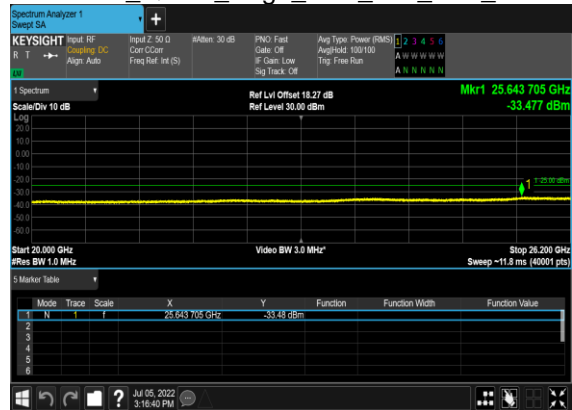 Spectrum Analyzer 1
Swept SA
+
KEYSIGHT Input: RF Input Z: 50 Ω #Atten: 30 dB PNO: Fast Avg Type: Power (RMS) 1 2 3 4 5 6
R T Coupling: DC Corr CCorr Gate: Off Avg|Hold: 100/100 A W W W W W
Align: Auto Freq Ref: Int (S) IF Gain: Low Trig: Free Run
Sig Track: Off A N N N N N
1 Spectrum
Scale/Div 10 dB
Ref Lvl Offset 18.27 dB
Ref Level 30.00 dBm
Mkr1 25.643 705 GHz
-33.477 dBm
Log
20.0
10.0
0.00
-10.0
-20.0
-30.0
-40.0
-50.0
-60.0
1
-25.00 dBm
Start 20.000 GHz Video BW 3.0 MHz* Stop 26.200 GHz
#Res BW 1.0 MHz Sweep ~11.8 ms (40001 pts)
5 Marker Table
Mode Trace Scale X Y Function Function Width Function Value
1 N 1 f 25.643 705 GHz -33.48 dBm
2
3
4
5
6
Jul 05, 2022
3:16:40 PM